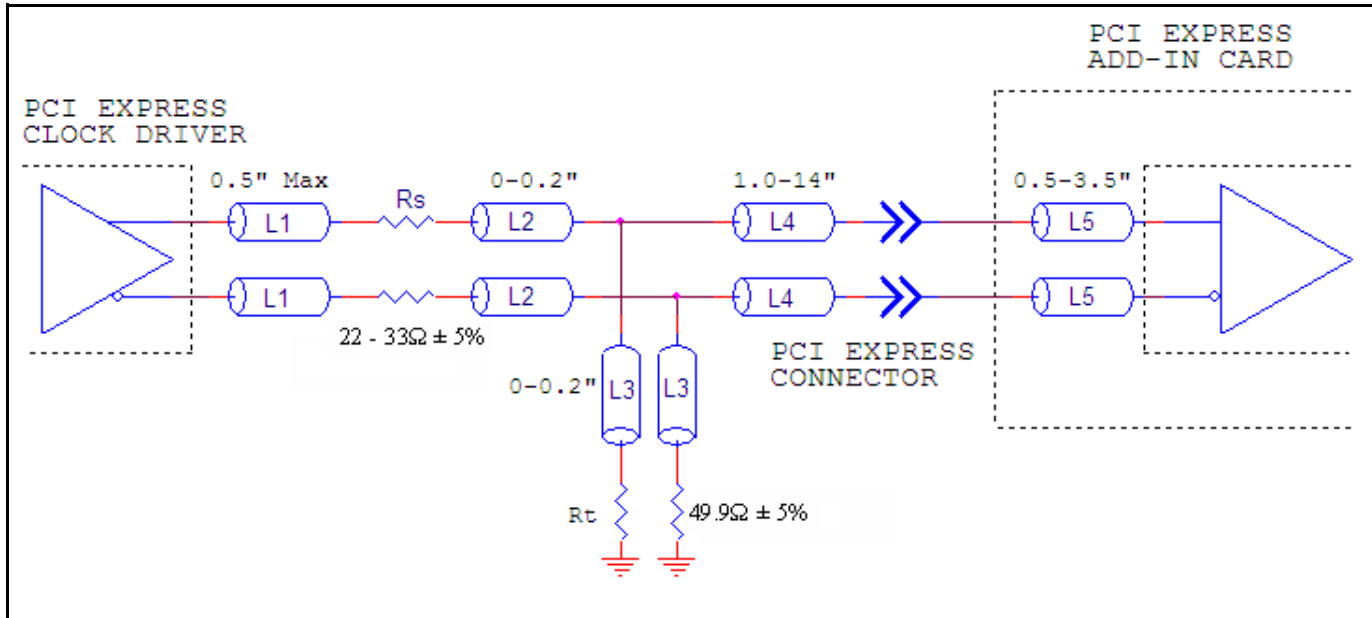 PCI EXPRESS
ADD-IN CARD
PCI EXPRESS
CLOCK DRIVER
0.5" Max
Rs
0-0.2"
1.0-14"
0.5-3.5"
L1
L2
L4
L5
L1
L2
L4
L5
22 - 33Ω ± 5%
PCI EXPRESS
CONNECTOR
0-0.2"
L3
L3
Rt
49.9Ω ± 5%